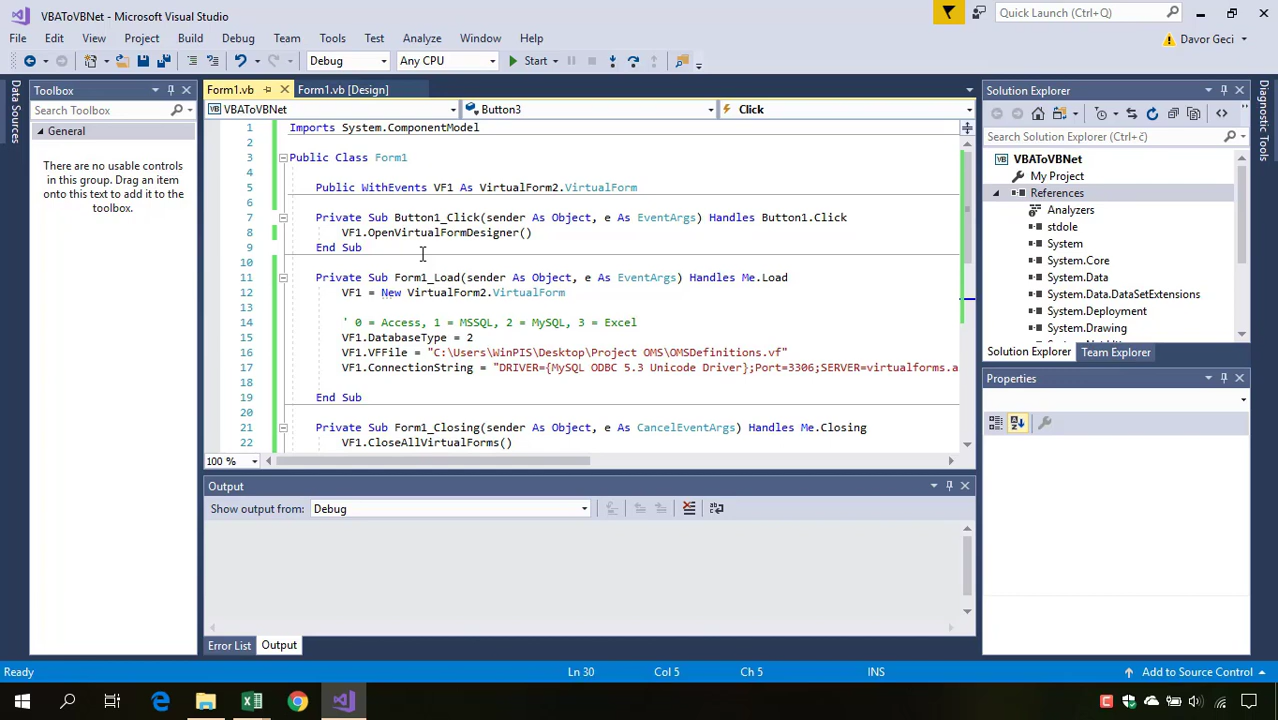 VBAToVBNet - Microsoft Visual Studio
Quick Launch (Ctrl+Q)
File Edit View Project Build Debug Team Tools Test Analyze Window Help
Davor Geci
Debug Any CPU Start
Data Sources
Toolbox
Search Toolbox
General
There are no usable controls
in this group. Drag an item
onto this text to add it to the
toolbox.
Form1.vb Form1.vb [Design]
VBAToVBNet Button3 Click
1 Imports System.ComponentModel
2
3 Public Class Form1
4
5 Public WithEvents VF1 As VirtualForm2.VirtualForm
6
7 Private Sub Button1_Click(sender As Object, e As EventArgs) Handles Button1.Click
8 VF1.OpenVirtualFormDesigner()
9 End Sub
10
11 Private Sub Form1_Load(sender As Object, e As EventArgs) Handles Me.Load
12 VF1 = New VirtualForm2.VirtualForm
13
14 ' 0 = Access, 1 = MSSQL, 2 = MySQL, 3 = Excel
15 VF1.DatabaseType = 2
16 VF1.VFFile = "C:\Users\WinPIS\Desktop\Project OMS\OMSDefinitions.vf"
17 VF1.ConnectionString = "DRIVER={MySQL ODBC 5.3 Unicode Driver};Port=3306;SERVER=virtualforms.a
18
19 End Sub
20
21 Private Sub Form1_Closing(sender As Object, e As CancelEventArgs) Handles Me.Closing
22 VF1.CloseAllVirtualForms()
100 %
Output
Show output from: Debug
Error List Output
Solution Explorer
Search Solution Explorer (Ctrl+č)
VBAToVBNet
My Project
References
Analyzers
stdole
System
System.Core
System.Data
System.Data.DataSetExtensions
System.Deployment
System.Drawing
Solution Explorer Team Explorer
Properties
Diagnostic Tools
Ready Ln 30 Col 5 Ch 5 INS Add to Source Control